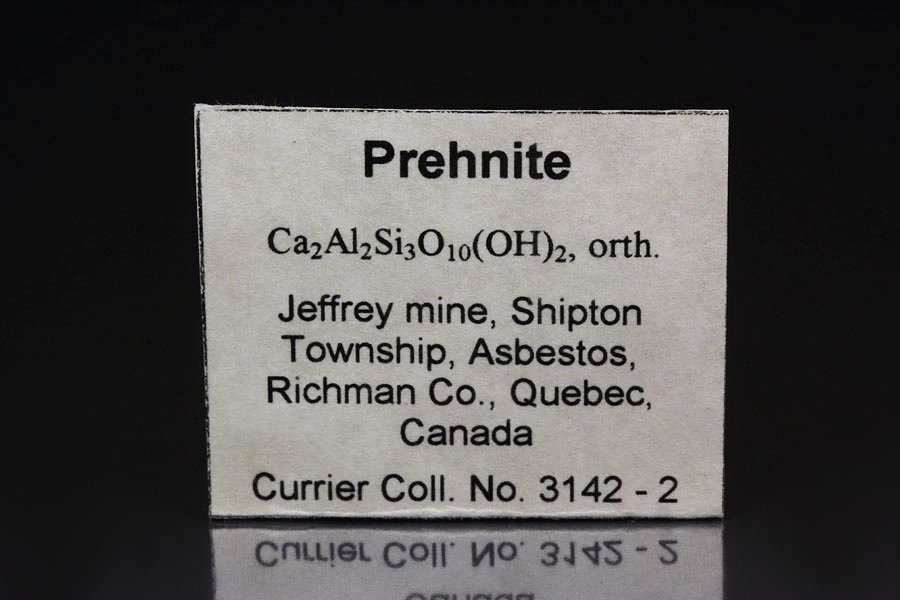 Prehnite
Ca₂Al₂Si₃O₁₀(OH)₂, orth.
Jeffrey mine, Shipton
Township, Asbestos,
Richman Co., Quebec,
Canada
Currier Coll. No. 3142 - 2